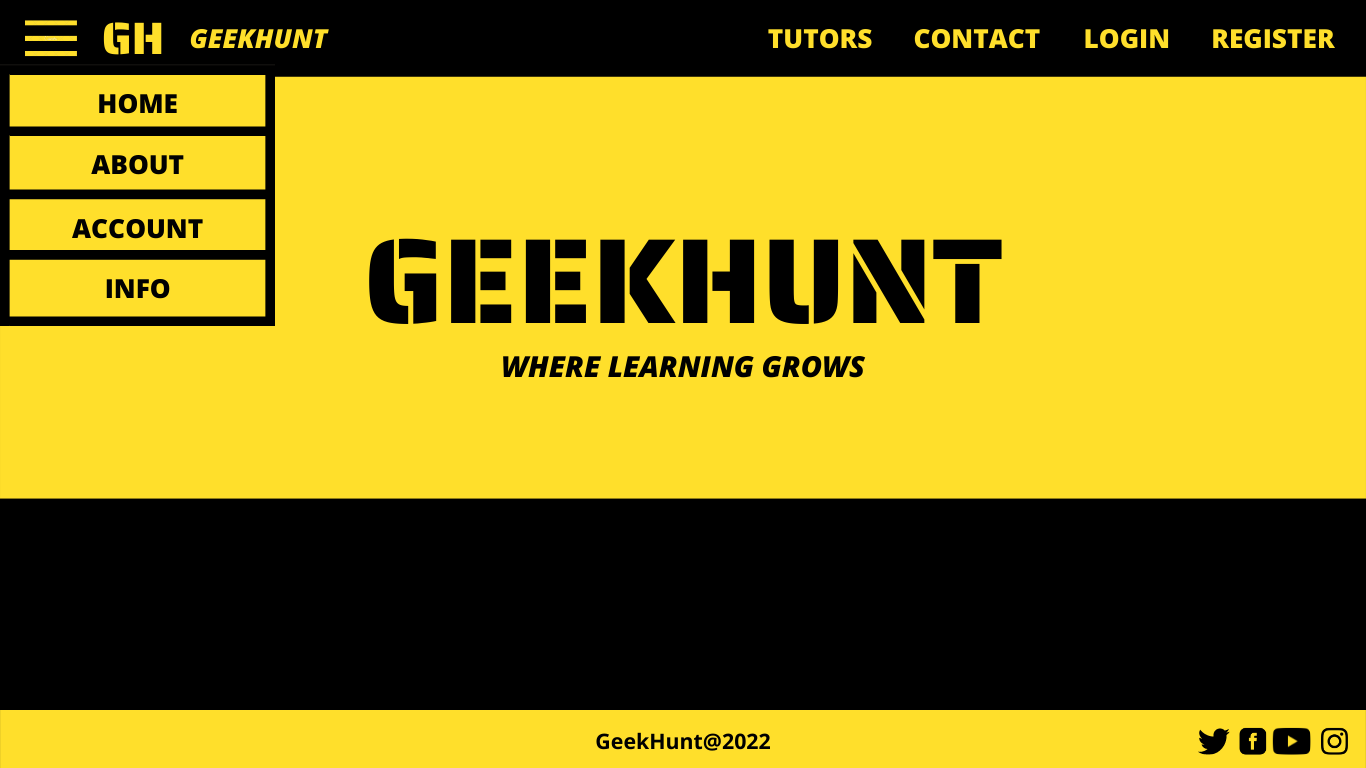 GH GEEKHUNT TUTORS CONTACT LOGIN REGISTER
HOME
ABOUT
ACCOUNT
INFO
GEEKHUNT
WHERE LEARNING GROWS
GeekHunt@2022